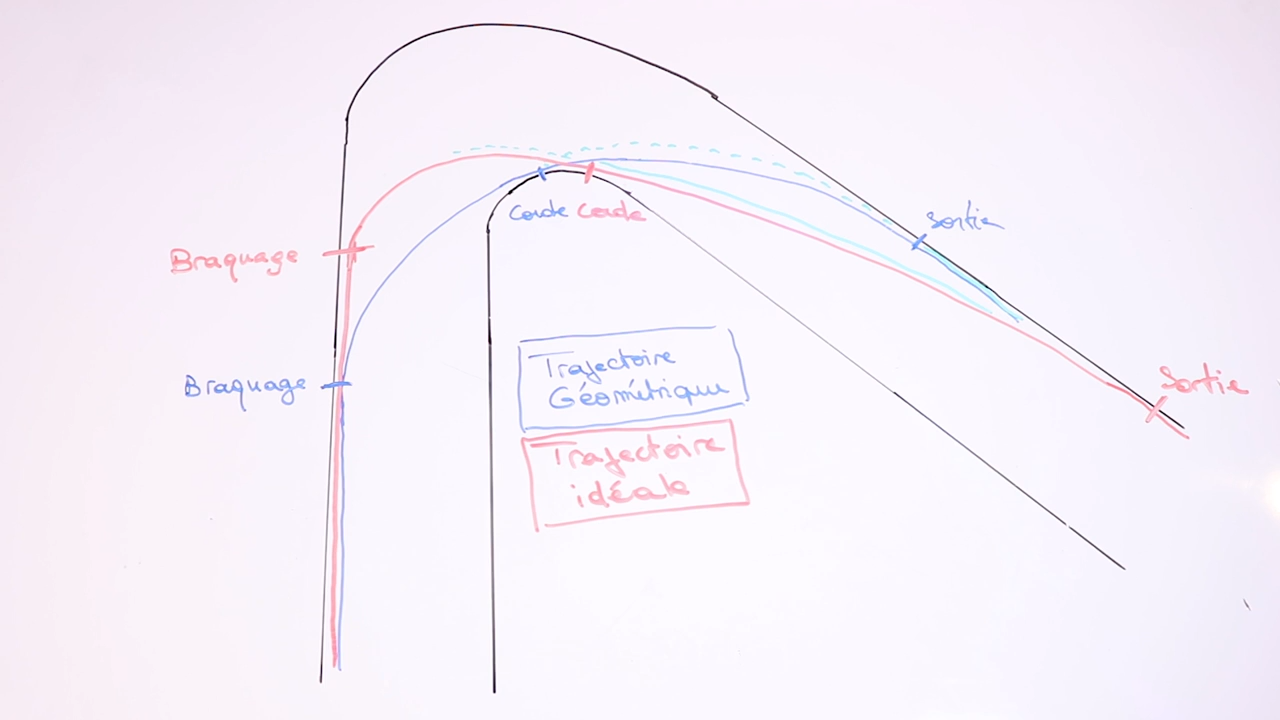 Sortie
Corde Corde
Braquage
Braquage
Sortie
Trajectoire
Géométrique
Trajectoire
idéale